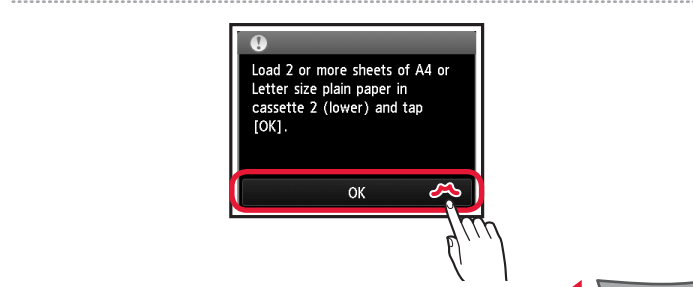 Load 2 or more sheets of A4 or
Letter size plain paper in
cassette 2 (lower) and tap
[OK].
OK